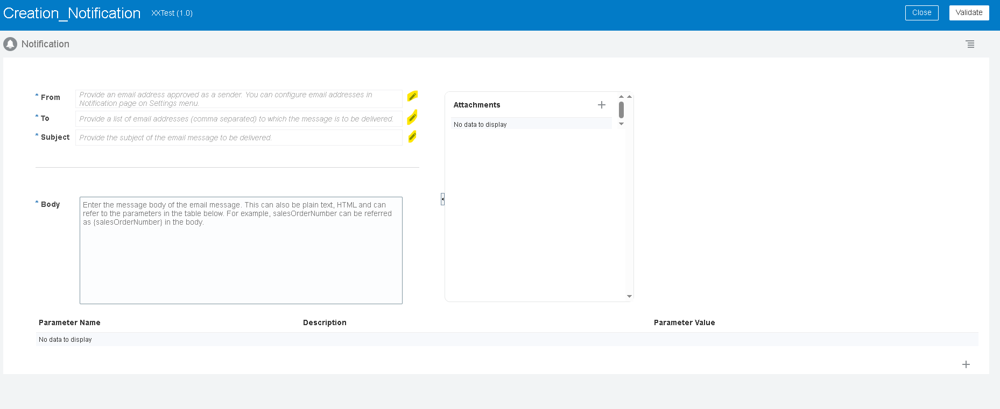 Creation_Notification XXTest (1.0) Close Validate
Notification
* From Provide an email address approved as a sender. You can configure email addresses in
Notification page on Settings menu.
* To Provide a list of email addresses (comma separated) to which the message is to be delivered.
* Subject Provide the subject of the email message to be delivered.
Attachments
No data to display
* Body Enter the message body of the email message. This can also be plain text, HTML and can
refer to the parameters in the table below. For example, salesOrderNumber can be referred
as {salesOrderNumber} in the body.
Parameter Name Description Parameter Value
No data to display